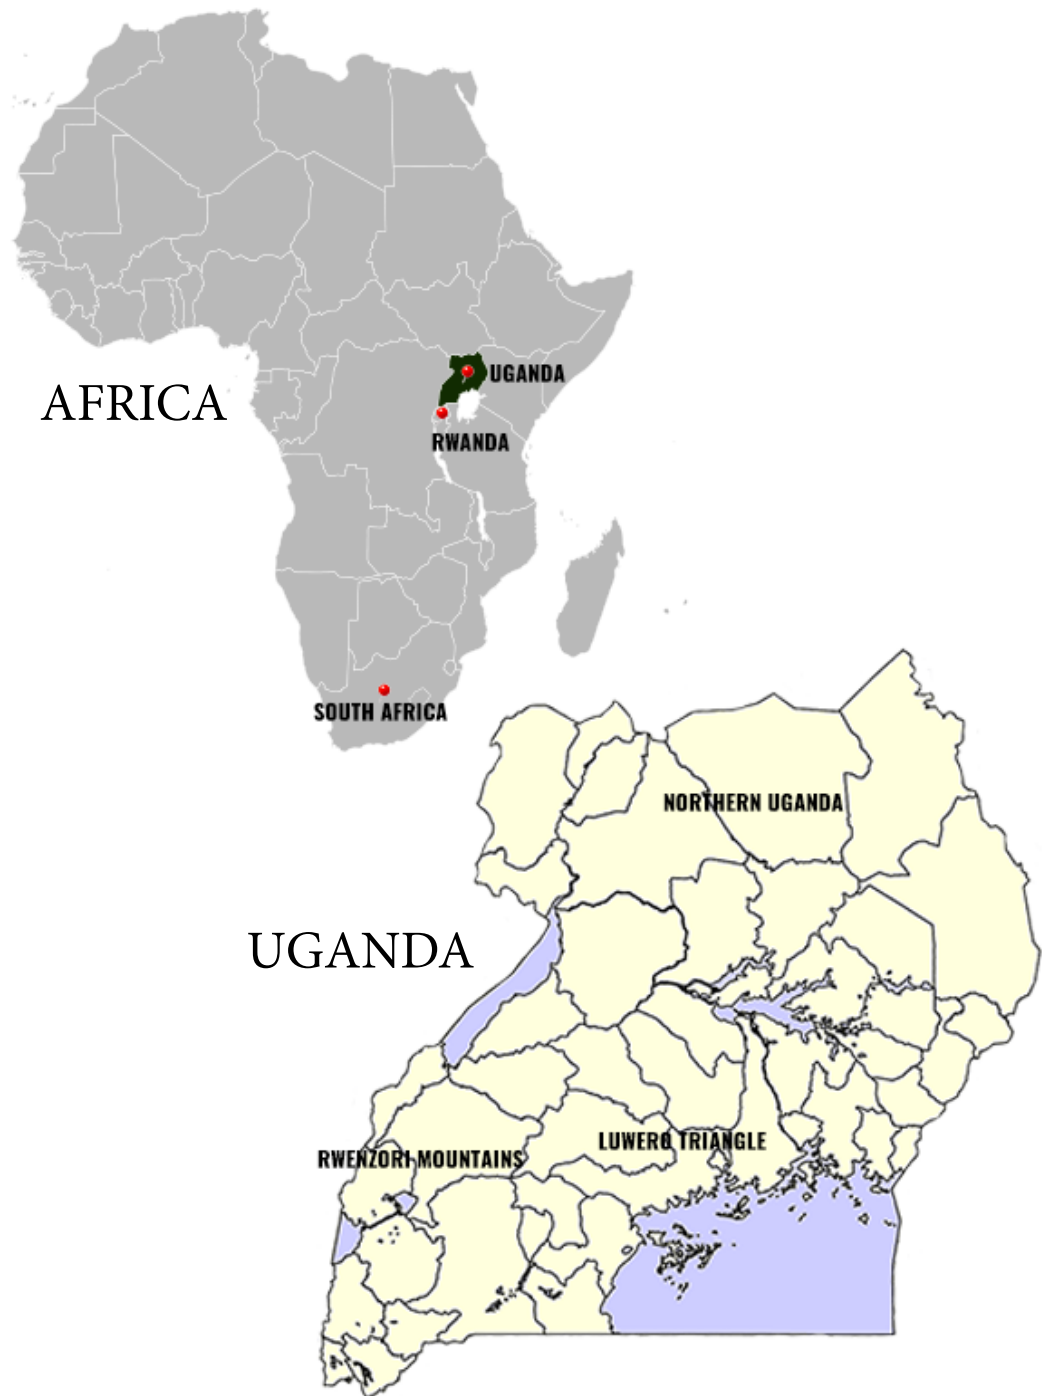 UGANDA
AFRICA
RWANDA
SOUTH AFRICA
NORTHERN UGANDA
UGANDA
LUWERO TRIANGLE
RWENZORI MOUNTAINS